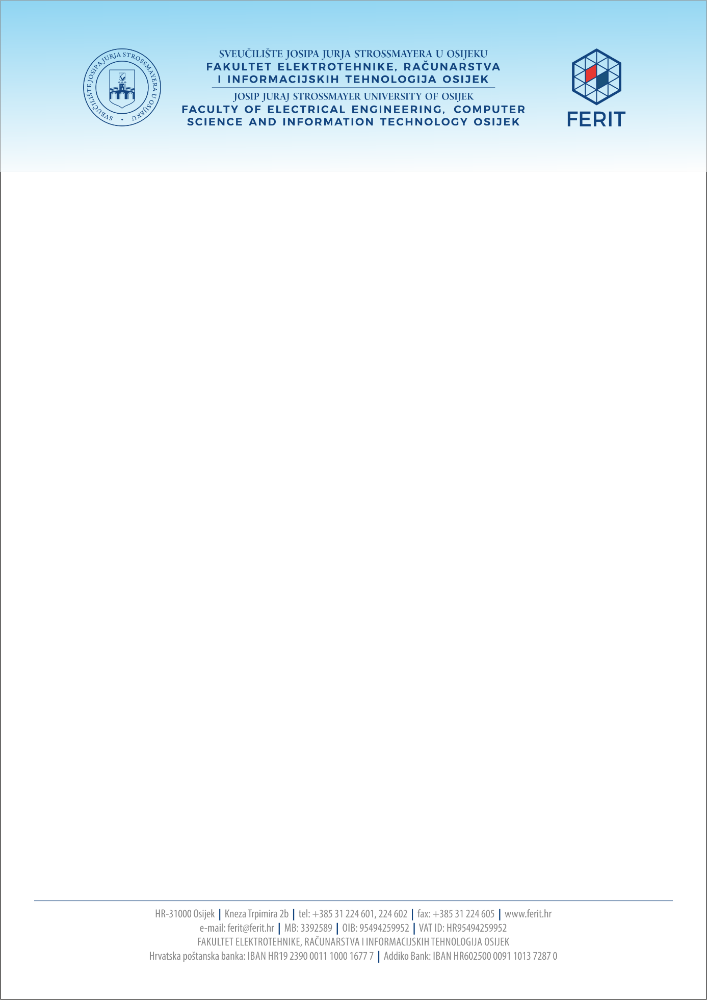 SVEUČILIŠTE JOSIPA JURJA STROSSMAYERA U OSIJEKU
SVEUČILIŠTE JOSIPA JURJA STROSSMAYERA U OSIJEKU
FAKULTET ELEKTROTEHNIKE, RAČUNARSTVA
I INFORMACIJSKIH TEHNOLOGIJA OSIJEK
JOSIP JURAJ STROSSMAYER UNIVERSITY OF OSIJEK
FACULTY OF ELECTRICAL ENGINEERING, COMPUTER
SCIENCE AND INFORMATION TECHNOLOGY OSIJEK
FERIT
HR-31000 Osijek | Kneza Trpimira 2b | tel: +385 31 224 601, 224 602 | fax: +385 31 224 605 | www.ferit.hr
e-mail: ferit@ferit.hr | MB: 3392589 | OIB: 95494259952 | VAT ID: HR95494259952
FAKULTET ELEKTROTEHNIKE, RAČUNARSTVA I INFORMACIJSKIH TEHNOLOGIJA OSIJEK
Hrvatska poštanska banka: IBAN HR19 2390 0011 1000 1677 7 | Addiko Bank: IBAN HR602500 0091 1013 7287 0